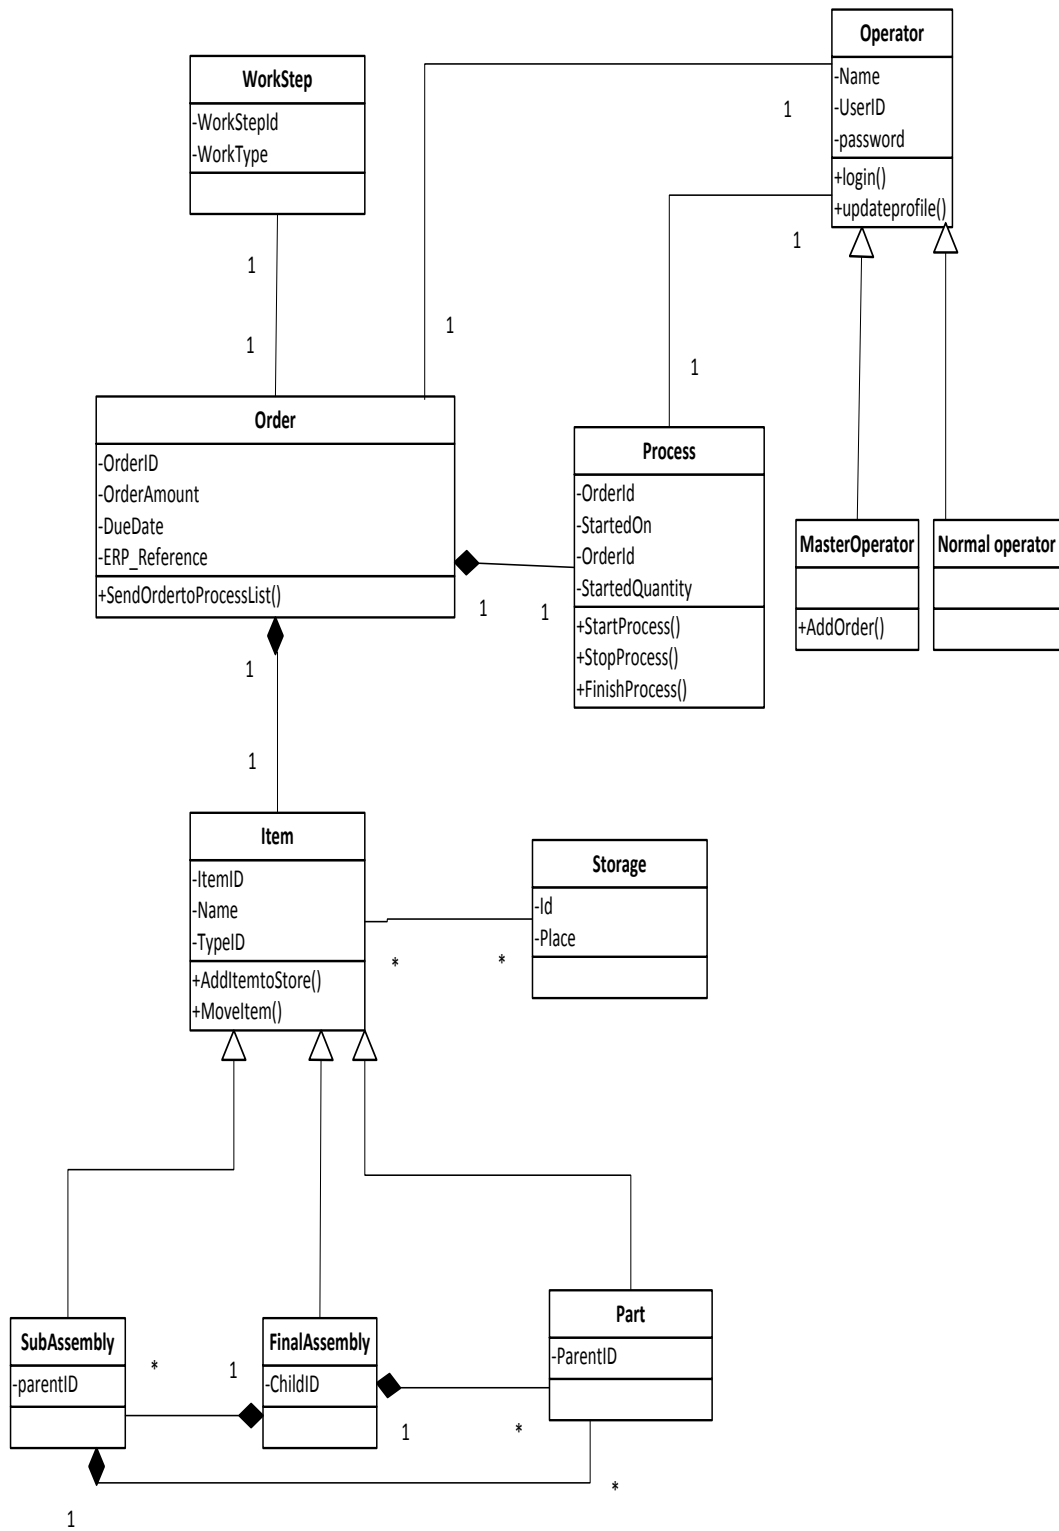 Operator
-Name
-UserID
-password
+login()
+updateprofile()
WorkStep
-WorkStepId
-WorkType
1
1
1
1
1
1
1
Order
-OrderID
-OrderAmount
-DueDate
-ERP_Reference
+SendOrdertoProcessList()
Process
-OrderId
-StartedOn
-OrderId
-StartedQuantity
+StartProcess()
+StopProcess()
+FinishProcess()
MasterOperator
+AddOrder()
Normal operator
1
1
1
1
Item
-ItemID
-Name
-TypeID
+AddItemtoStore()
+MoveItem()
Storage
-Id
-Place
*
*
SubAssembly
-parentID
*
1
FinalAssembly
-ChildID
Part
-ParentID
1
*
*
1